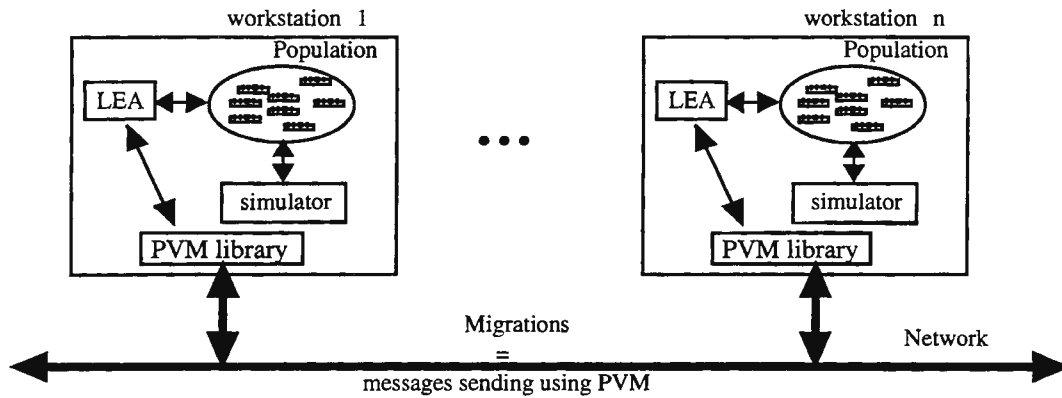 workstation 1
Population
LEA
simulator
PVM library
...
workstation n
Population
LEA
simulator
PVM library
Migrations
=
messages sending using PVM
Network